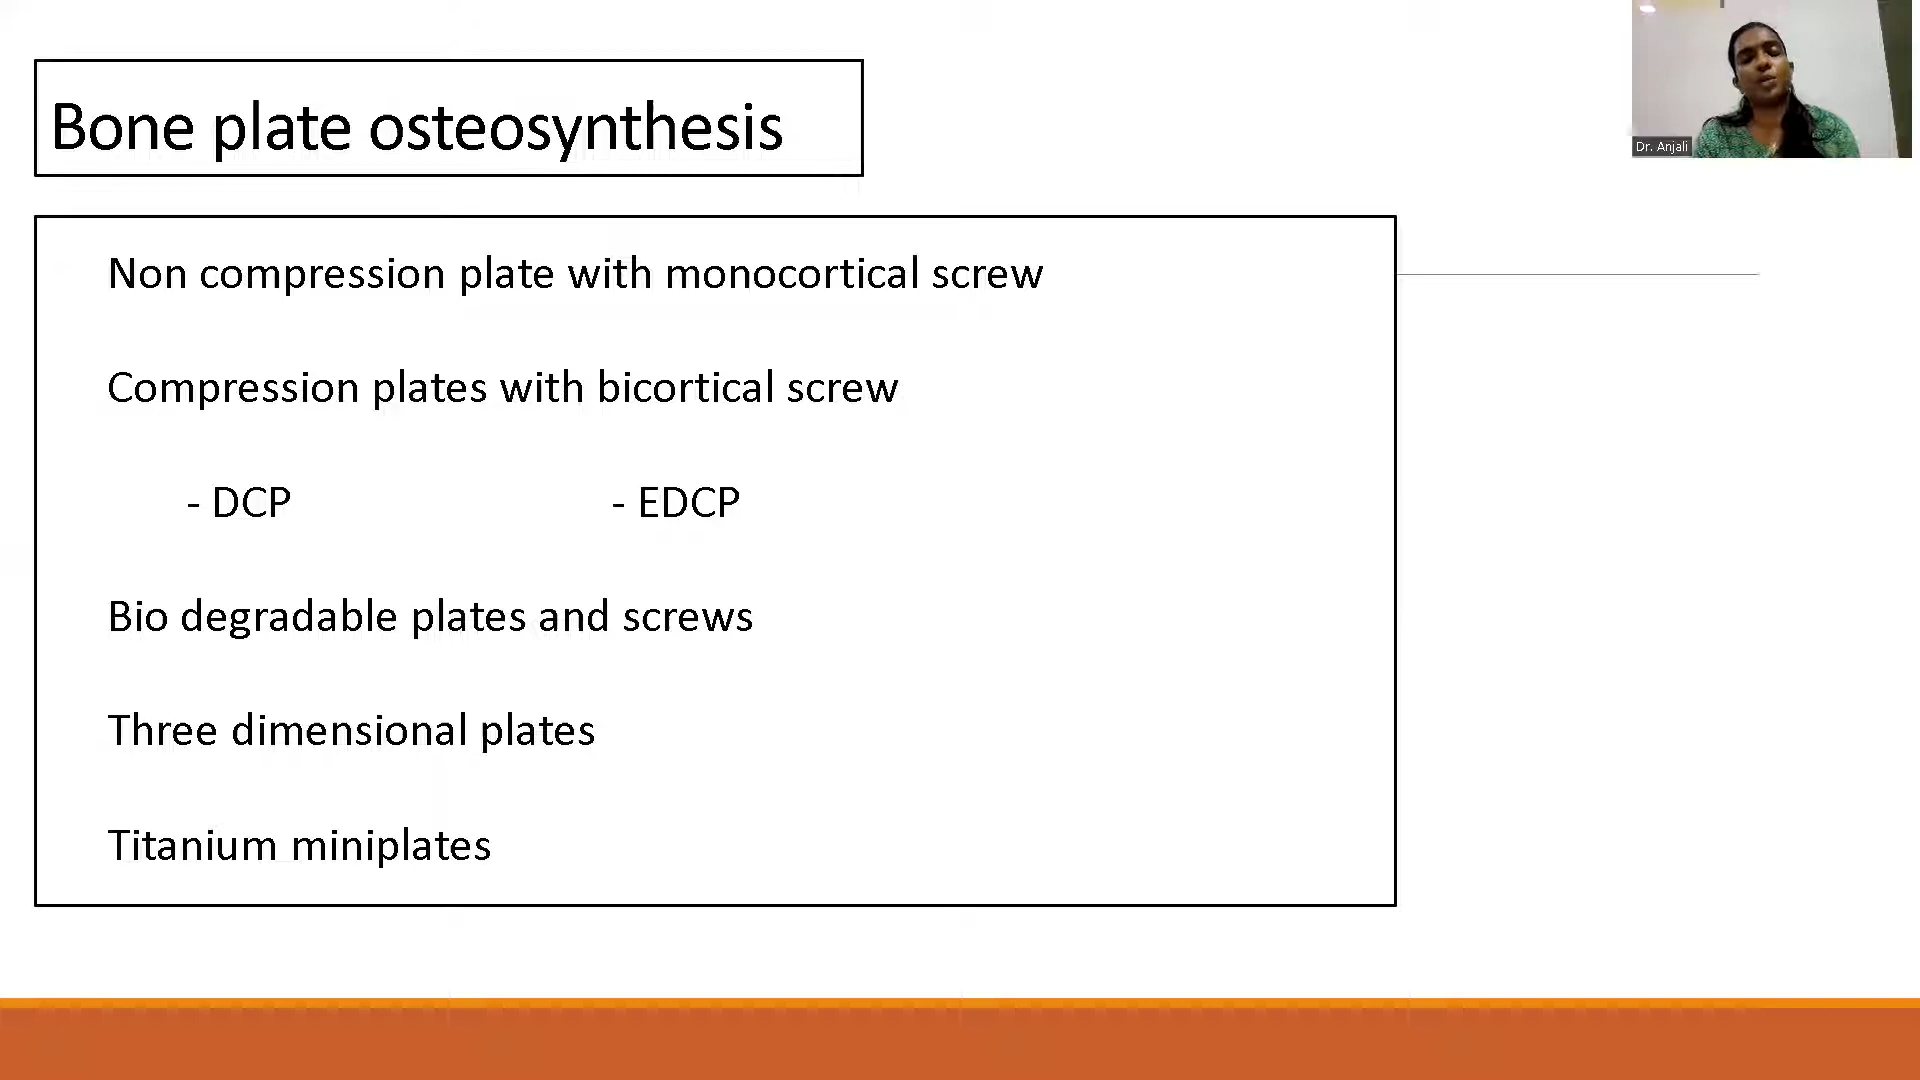 Bone plate osteosynthesis
Dr. Anjali
Non compression plate with monocortical screw
Compression plates with bicortical screw
- DCP - EDCP
Bio degradable plates and screws
Three dimensional plates
Titanium miniplates